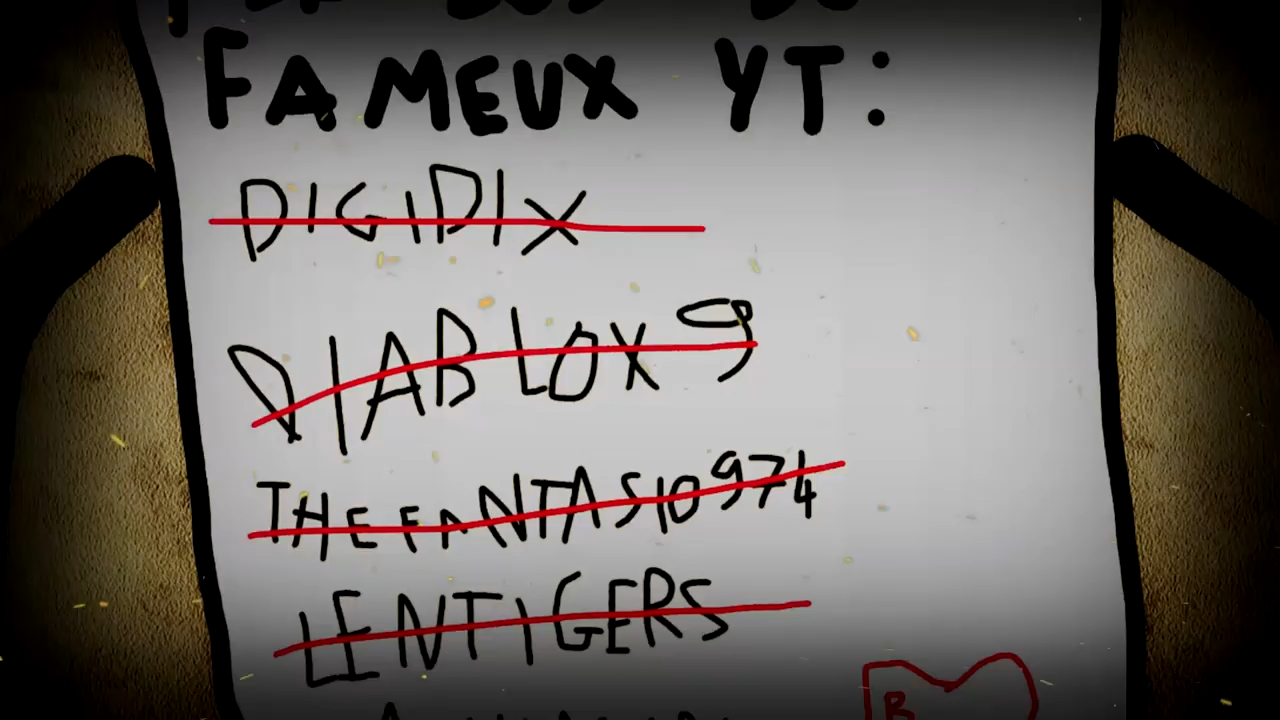 FAMEUX YT:
DIGIDIX
DIABLOX9
THEFANTASIO974
LENTIGERS
B